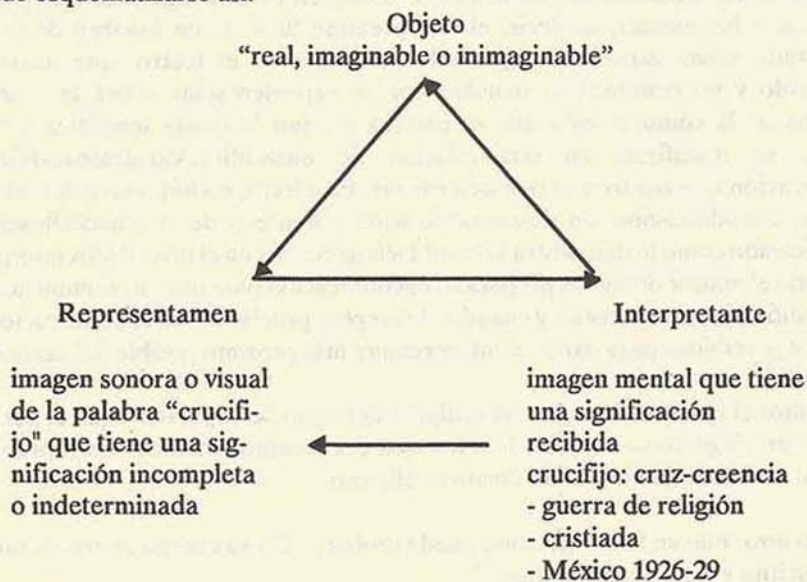 Objeto
“real, imaginable o inimaginable”
Representamen
Interpretante
imagen sonora o visual
de la palabra “crucifi-
jo" que tiene una sig-
nificación incompleta
o indeterminada
imagen mental que tiene
una significación
recibida
crucifijo: cruz-creencia
- guerra de religión
- cristiada
- México 1926-29